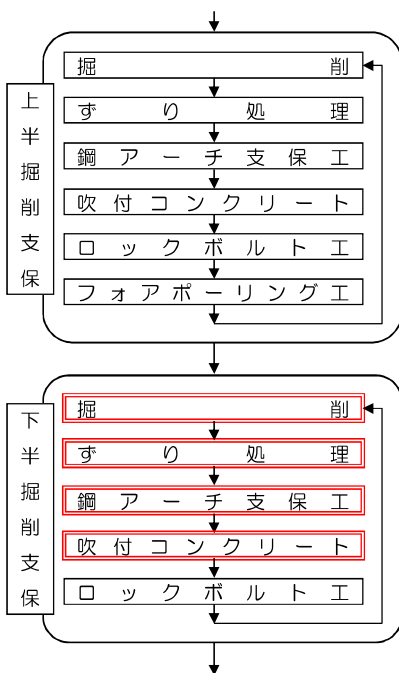 上半掘削支保
掘削
ずり処理
鋼アーチ支保工
吹付コンクリート
ロックボルト工
フォアポーリング工
下半掘削支保
掘削
ずり処理
鋼アーチ支保工
吹付コンクリート
ロックボルト工